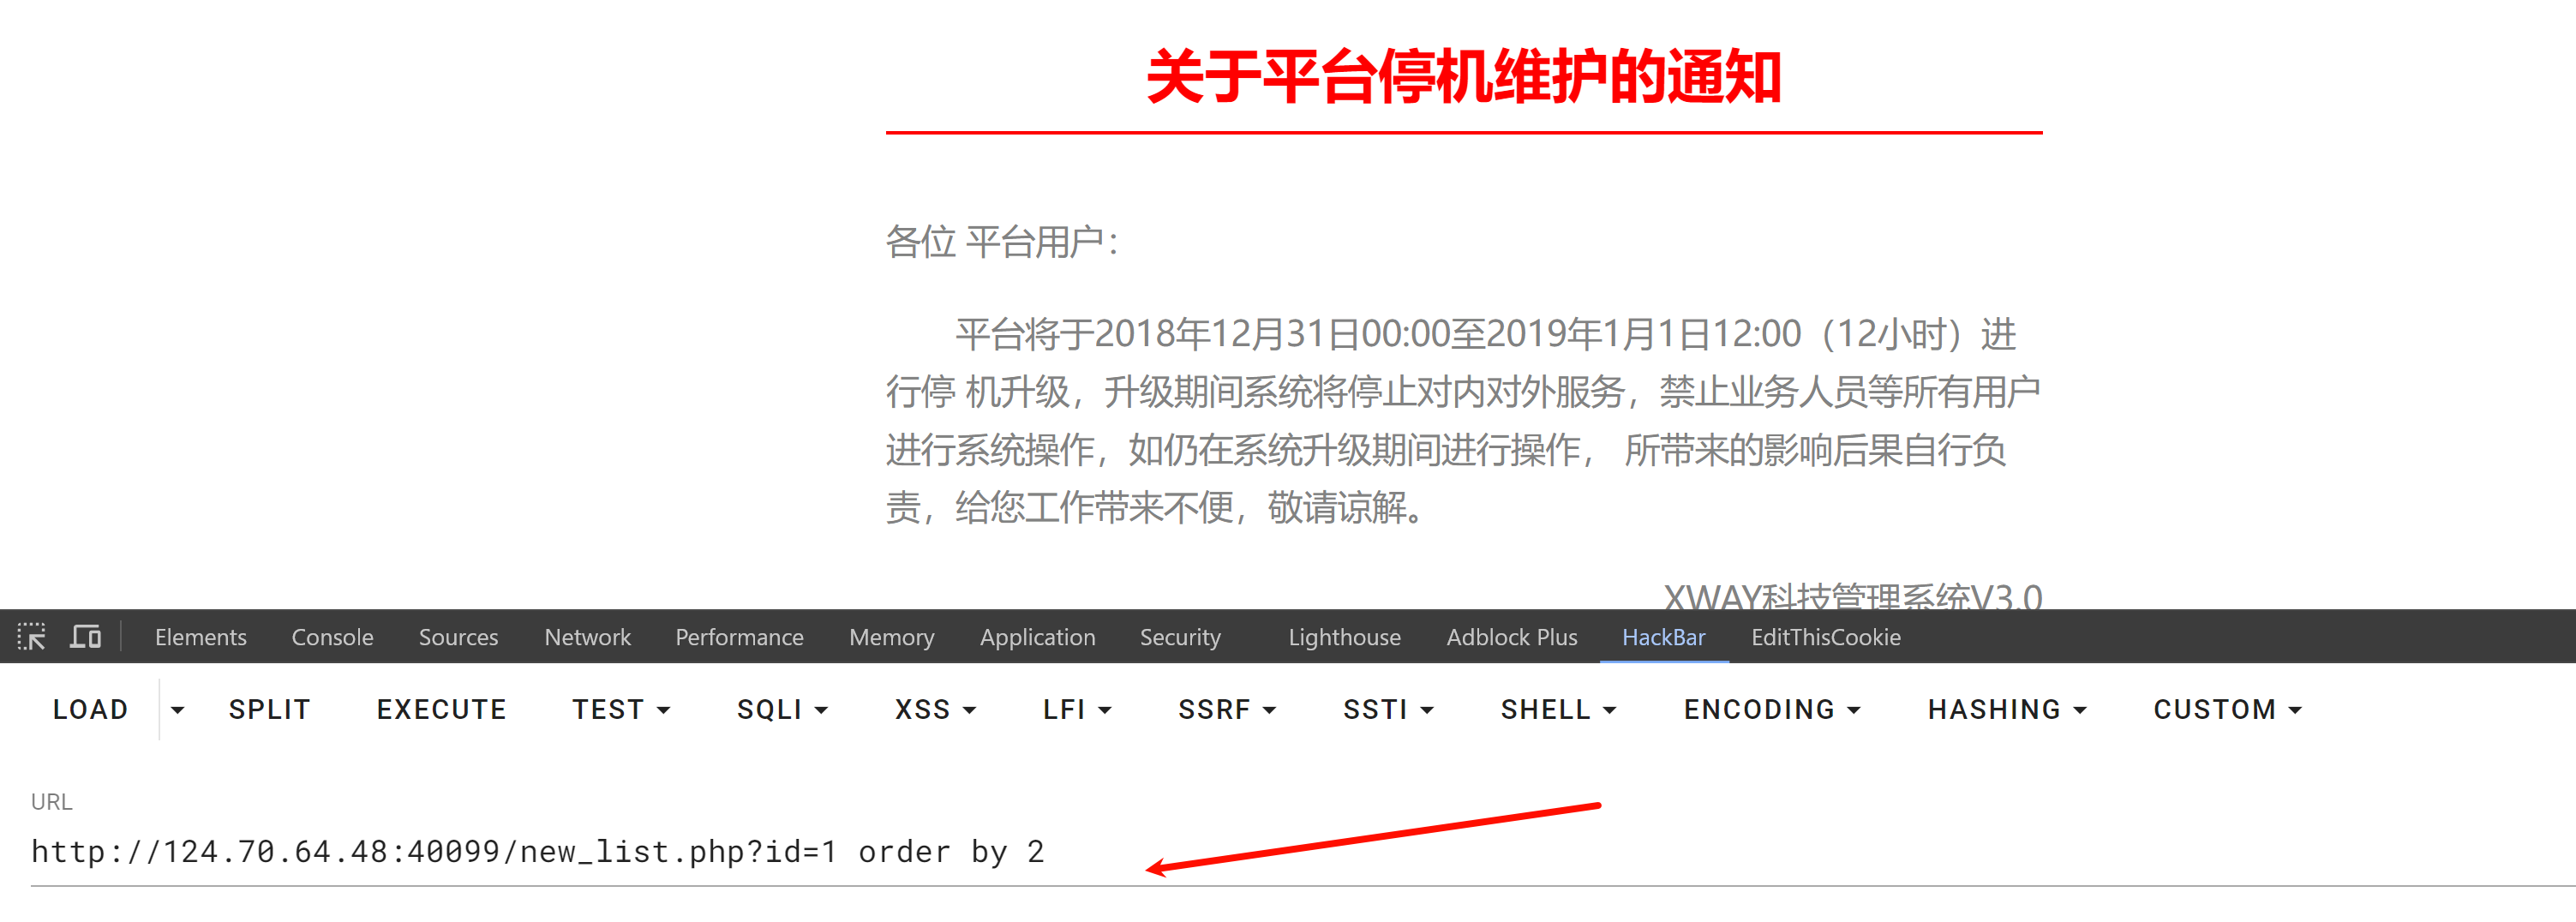 关于平台停机维护的通知
各位 平台用户：
平台将于2018年12月31日00:00至2019年1月1日12:00（12小时）进
行停 机升级，升级期间系统将停止对内对外服务，禁止业务人员等所有用户
进行系统操作，如仍在系统升级期间进行操作， 所带来的影响后果自行负
责，给您工作带来不便，敬请谅解。
XWAY科技管理系统V3.0
Elements Console Sources Network Performance Memory Application Security Lighthouse Adblock Plus HackBar EditThisCookie
LOAD SPLIT EXECUTE TEST SQLI XSS LFI SSRF SSTI SHELL ENCODING HASHING CUSTOM
URL
http://124.70.64.48:40099/new_list.php?id=1 order by 2